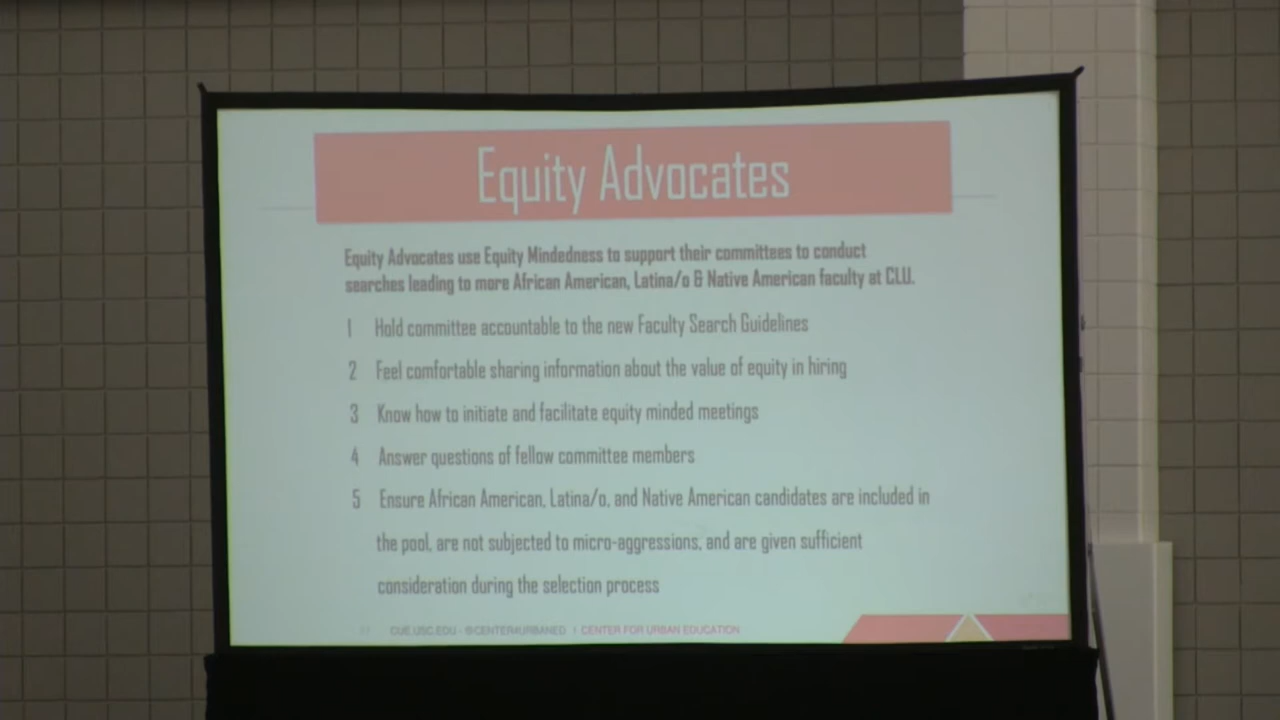 Equity Advocates
Equity Advocates use Equity Mindedness to support their committees to conduct
searches leading to more African American, Latina/o & Native American faculty at CLU.
1 Hold committee accountable to the new Faculty Search Guidelines
2 Feel comfortable sharing information about the value of equity in hiring
3 Know how to initiate and facilitate equity minded meetings
4 Answer questions of fellow committee members
5 Ensure African American, Latina/o, and Native American candidates are included in
the pool, are not subjected to micro-aggressions, and are given sufficient
consideration during the selection process
CUE.USC.EDU - @CENTER4URBANED | CENTER FOR URBAN EDUCATION